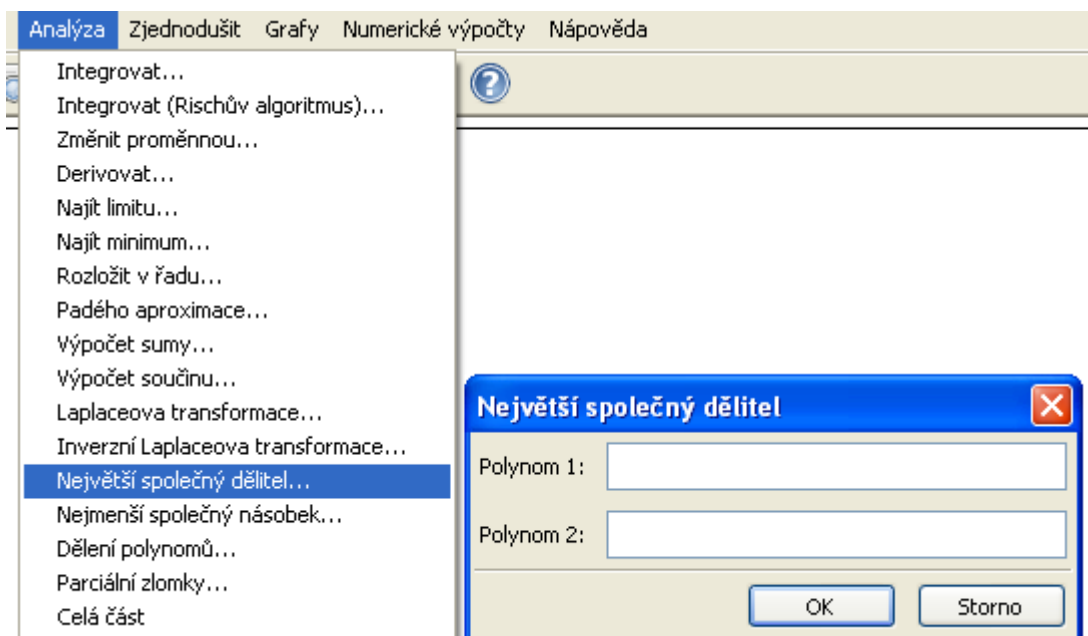 Analýza Zjednodušit Grafy Numerické výpočty Nápověda
Integrovat...
Integrovat (Rischův algoritmus)...
Změnit proměnnou...
Derivovat...
Najít limitu...
Najít minimum...
Rozložit v řadu...
Padého aproximace...
Výpočet sumy...
Výpočet součinu...
Laplaceova transformace...
Inverzní Laplaceova transformace...
Největší společný dělitel...
Nejmenší společný násobek...
Dělení polynomů...
Parciální zlomky...
Celá část
Největší společný dělitel
Polynom 1:
Polynom 2:
OK Storno